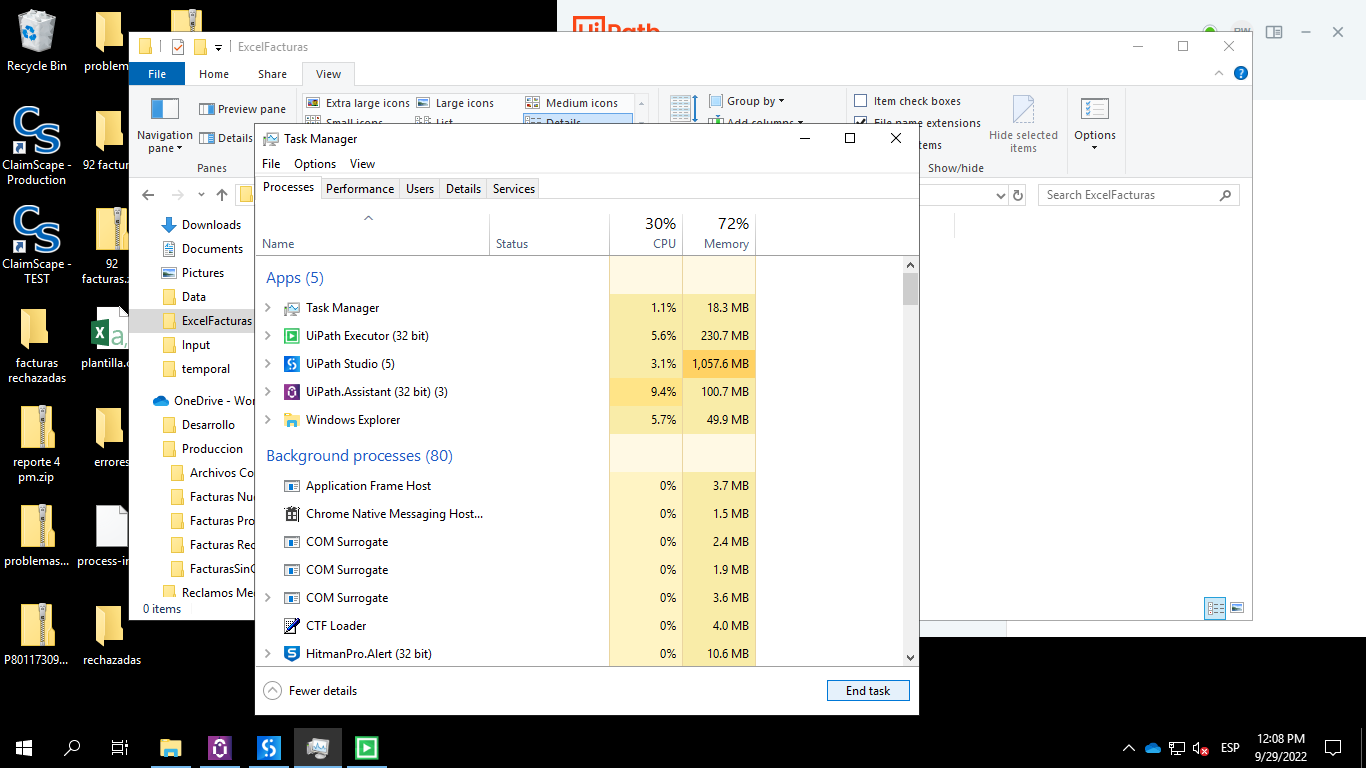 UiPath
BW
ExcelFacturas
File Home Share View
Extra large icons Large icons Medium icons
Small icons List Details
Preview pane
Details
Navigation pane
Panes
Group by
Add columns
Item check boxes
File name extensions
tems
Hide selected items
Show/hide
Options
Search ExcelFacturas
Downloads
Documents
Pictures
Data
ExcelFacturas
Input
temporal
OneDrive - Wor
Desarrollo
Produccion
Archivos Co
Facturas Nu
Facturas Pro
Facturas Rec
FacturasSin
Reclamos Me
0 items
Task Manager
File Options View
Processes Performance Users Details Services
30% 72%
Name Status CPU Memory
Apps (5)
Task Manager 1.1% 18.3 MB
UiPath Executor (32 bit) 5.6% 230.7 MB
UiPath Studio (5) 3.1% 1,057.6 MB
UiPath.Assistant (32 bit) (3) 9.4% 100.7 MB
Windows Explorer 5.7% 49.9 MB
Background processes (80)
Application Frame Host 0% 3.7 MB
Chrome Native Messaging Host... 0% 1.5 MB
COM Surrogate 0% 2.4 MB
COM Surrogate 0% 1.9 MB
COM Surrogate 0% 3.6 MB
CTF Loader 0% 4.0 MB
HitmanPro.Alert (32 bit) 0% 10.6 MB
Fewer details
End task
Recycle Bin
problem
ClaimScape -
Production
92 factur
ClaimScape -
TEST
92
facturas.z
facturas
rechazadas
plantilla.c
reporte 4
pm.zip
errores
problemas...
process-in
P80117309...
rechazadas
ESP
12:08 PM
9/29/2022